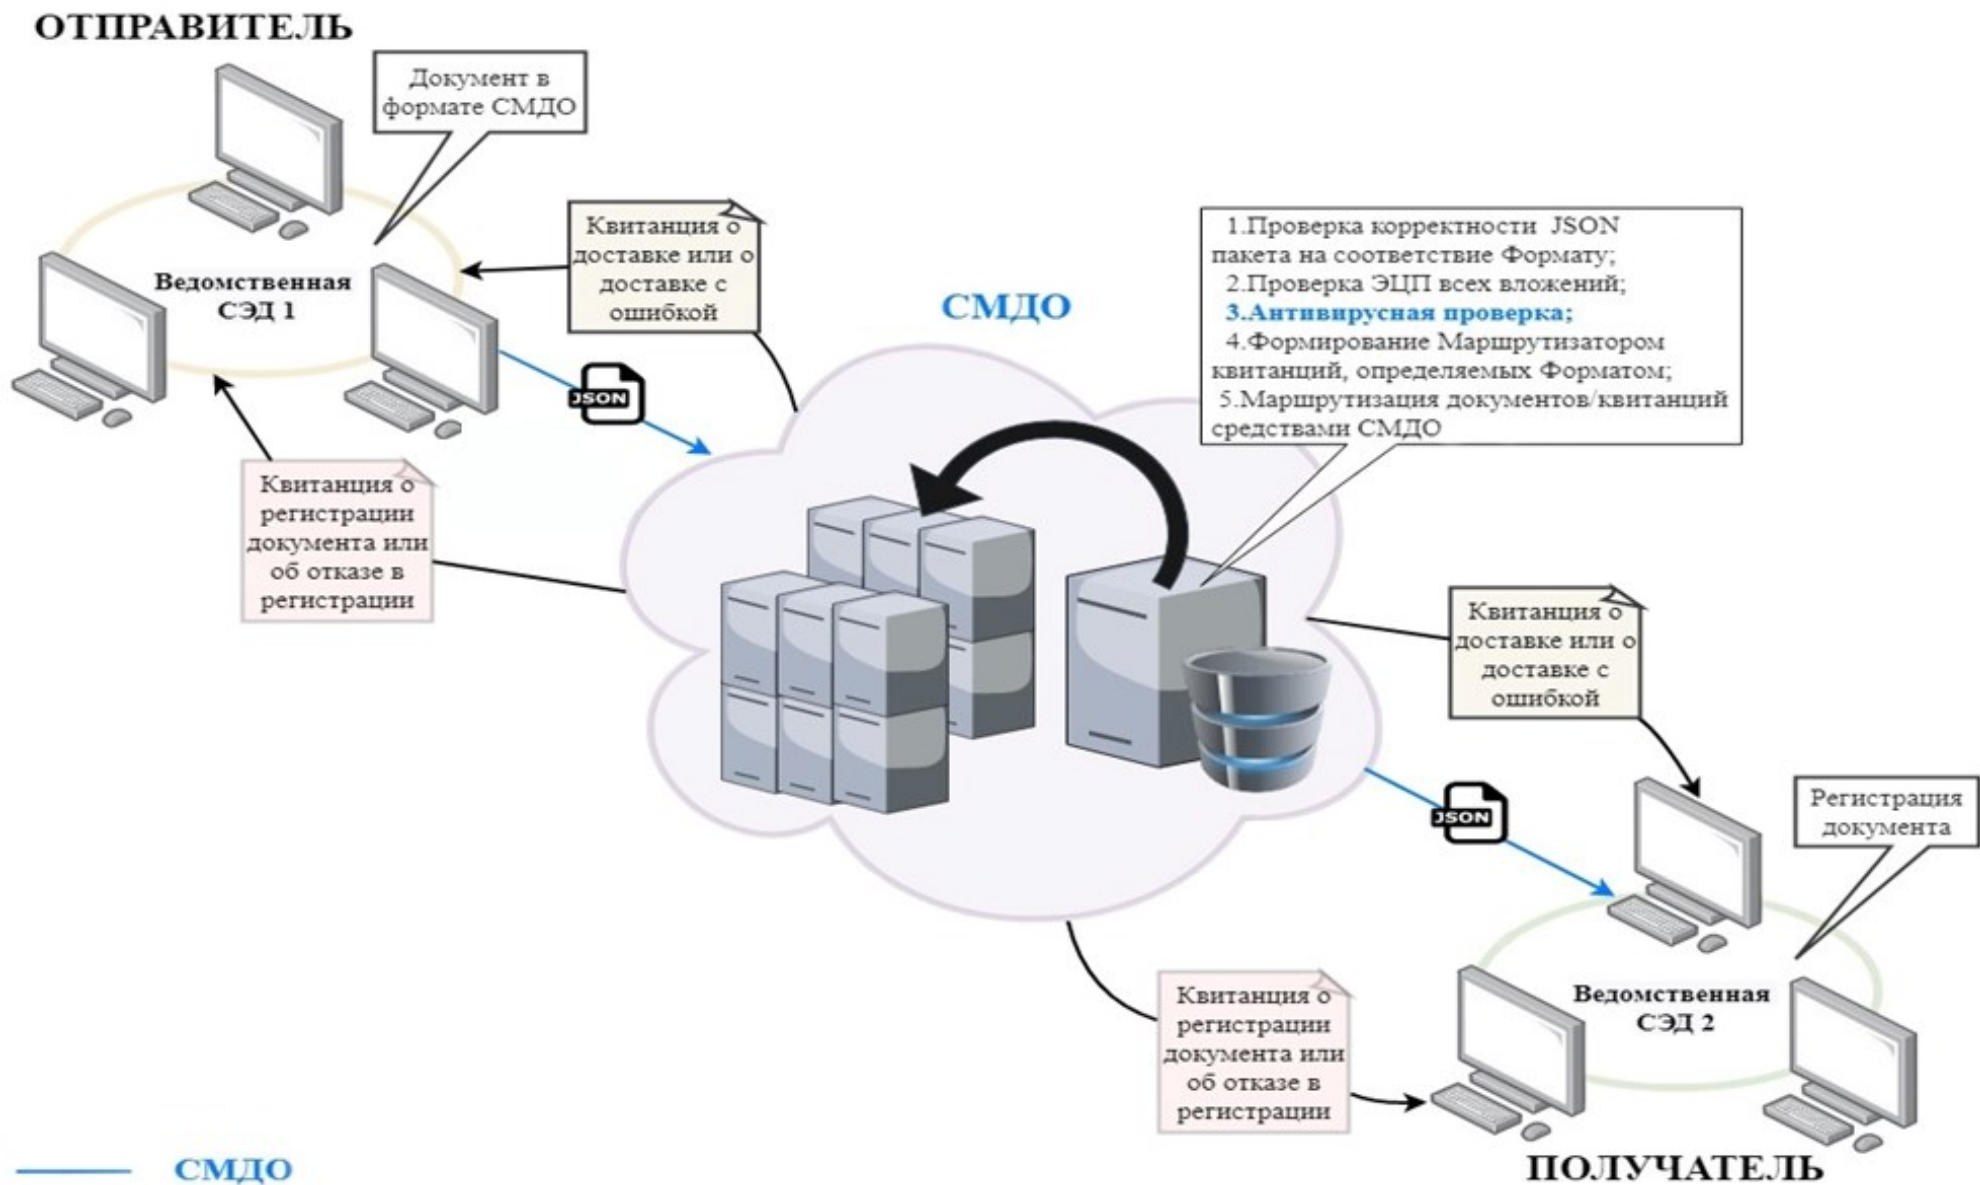 ОТПРАВИТЕЛЬ
Документ в
формате СМДО
Ведомственная
СЭД 1
Квитанция о
доставке или о
доставке с
ошибкой
JSON
Квитанция о
регистрации
документа или
об отказе в
регистрации
СМДО
1.Проверка корректности JSON
пакета на соответствие Формату;
2.Проверка ЭЦП всех вложений;
3.Антивирусная проверка;
4.Формирование Маршрутизатором
квитанций, определяемых Форматом;
5.Маршрутизация документов/квитанций
средствами СМДО
Квитанция о
доставке или о
доставке с
ошибкой
JSON
Регистрация
документа
Квитанция о
регистрации
документа или
об отказе в
регистрации
Ведомственная
СЭД 2
ПОЛУЧАТЕЛЬ
СМДО